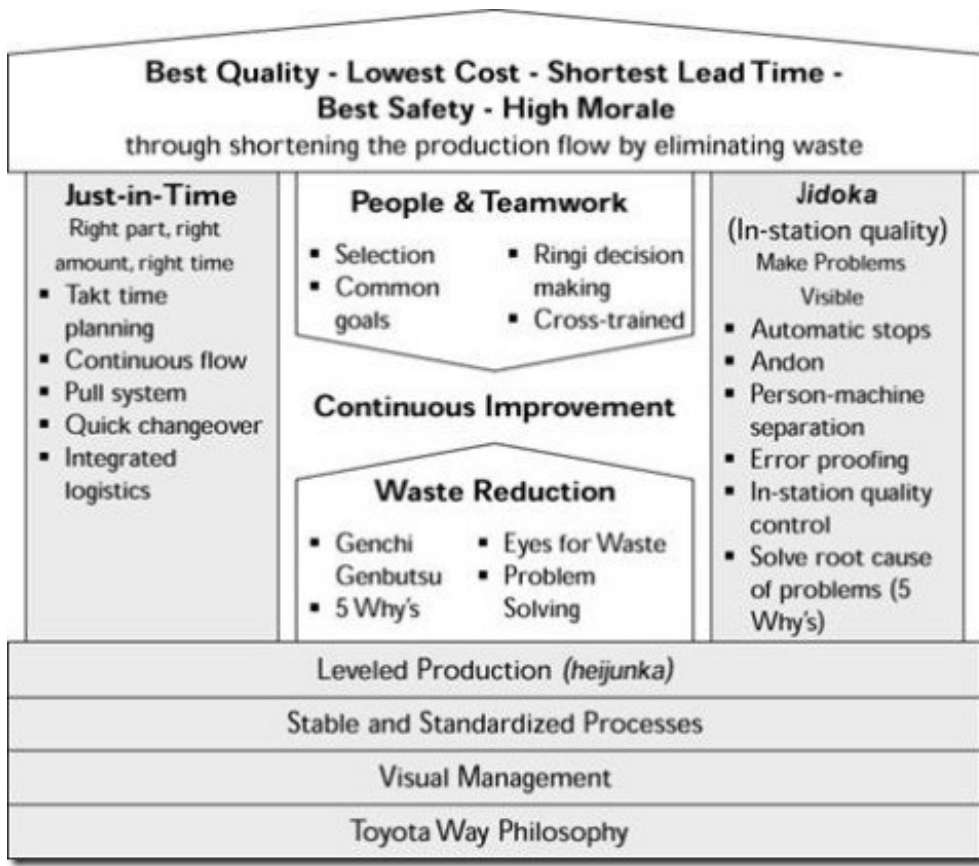 Best Quality - Lowest Cost - Shortest Lead Time -
Best Safety - High Morale
through shortening the production flow by eliminating waste
Just-in-Time
Right part, right
amount, right time
▪ Takt time
planning
▪ Continuous flow
▪ Pull system
▪ Quick changeover
▪ Integrated
logistics
People & Teamwork
▪ Selection
▪ Common
goals
▪ Ringi decision
making
▪ Cross-trained
Continuous Improvement
Waste Reduction
▪ Genchi
Genbutsu
▪ 5 Why's
▪ Eyes for Waste
▪ Problem
Solving
Jidoka
(In-station quality)
Make Problems
Visible
▪ Automatic stops
▪ Andon
▪ Person-machine
separation
▪ Error proofing
▪ In-station quality
control
▪ Solve root cause
of problems (5
Why's)
Leveled Production (heijunka)
Stable and Standardized Processes
Visual Management
Toyota Way Philosophy